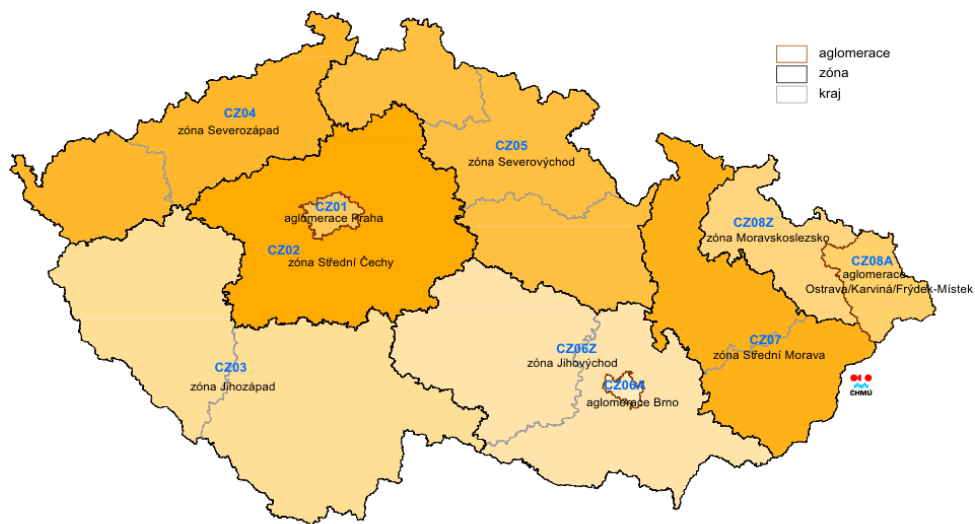 aglomerace
zóna
kraj
CZ04
zóna Severozápad
CZ05
zóna Severovýchod
CZ01
aglomerace Praha
CZ02
zóna Střední Čechy
CZ08Z
zóna Moravskoslezsko
CZ08A
aglomerace
Ostrava/Karviná/Frýdek-Místek
CZ07
zóna Střední Morava
CZ06Z
zóna Jihovýchod
CZ03
zóna Jihozápad
CZ06A
aglomerace Brno
ČHMÚ